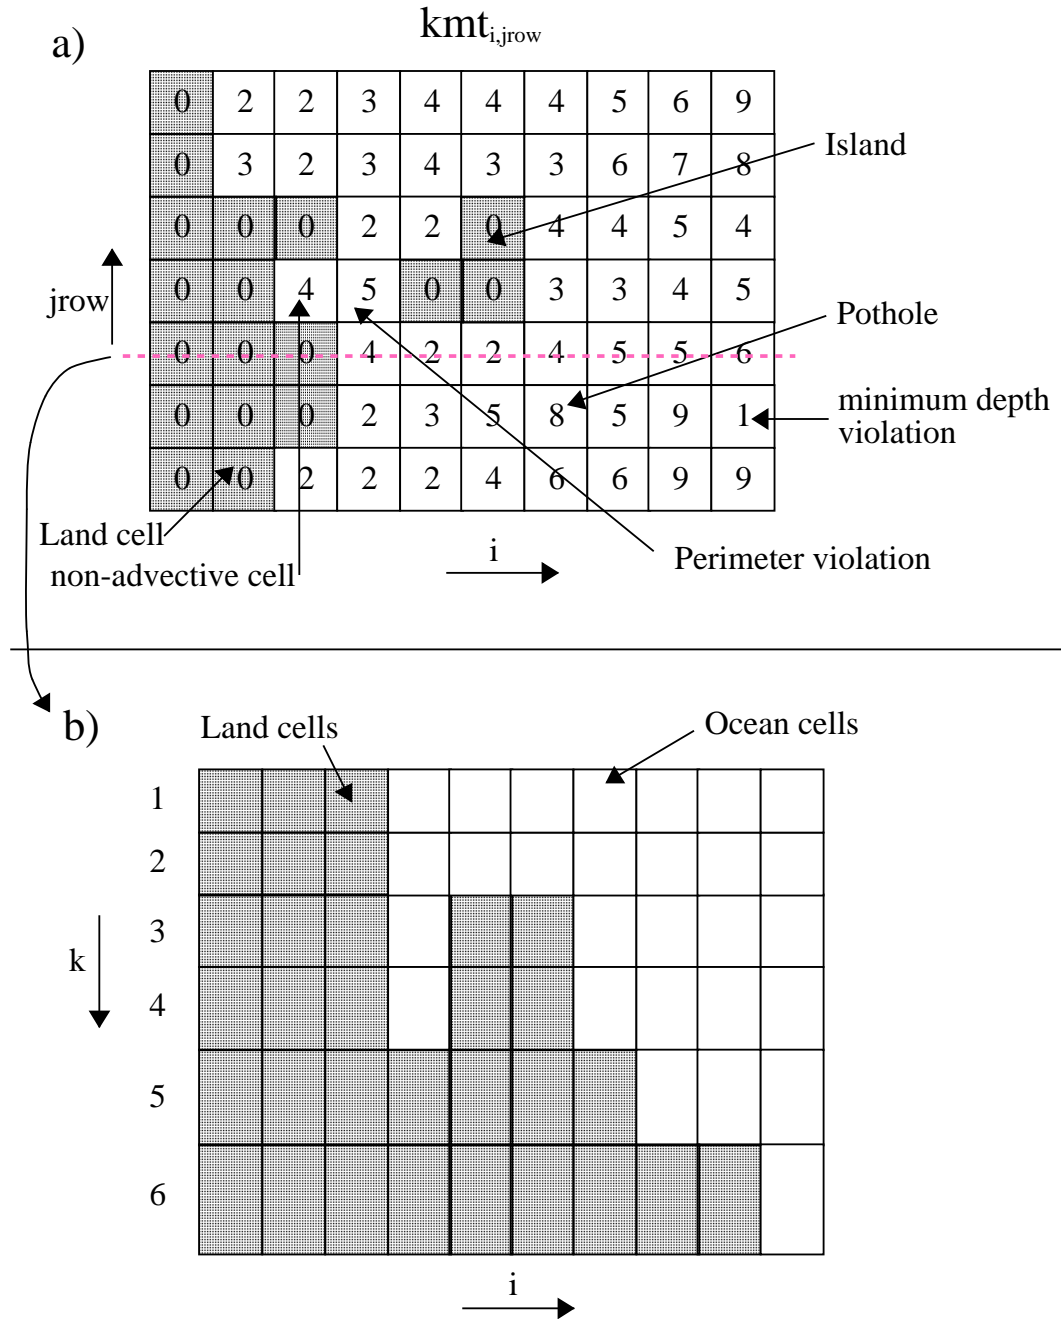 a)
kmt i,jrow
0 2 2 3 4 4 4 5 6 9
0 3 2 3 4 3 3 6 7 8
Island
0 0 0 2 2 0 4 4 5 4
jrow
0 0 4 5 0 0 3 3 4 5
Pothole
0 0 0 4 2 2 4 5 5 6
0 0 0 2 3 5 8 5 9 1
minimum depth
violation
0 0 2 2 2 4 6 6 9 9
Land cell
non-advective cell
i
Perimeter violation
b)
Land cells
Ocean cells
1
2
3
k
4
5
6
i